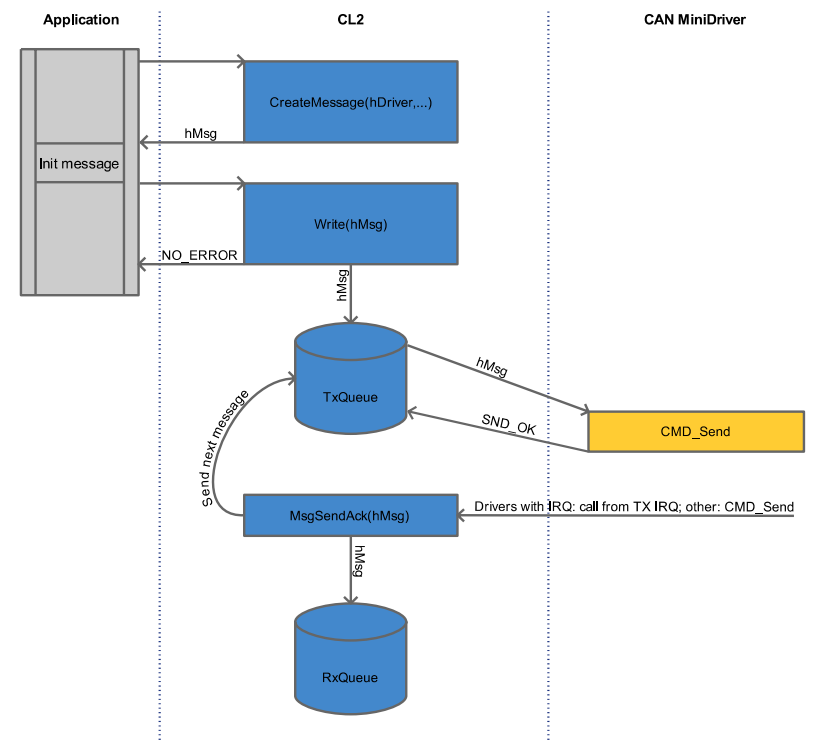 Application
CL2
CAN MiniDriver
CreateMessage(hDriver,...)
hMsg
Init message
Write(hMsg)
NO_ERROR
hMsg
TxQueue
hMsg
SND_OK
CMD_Send
Send next message
MsgSendAck(hMsg)
Drivers with IRQ: call from TX IRQ; other: CMD_Send
hMsg
RxQueue